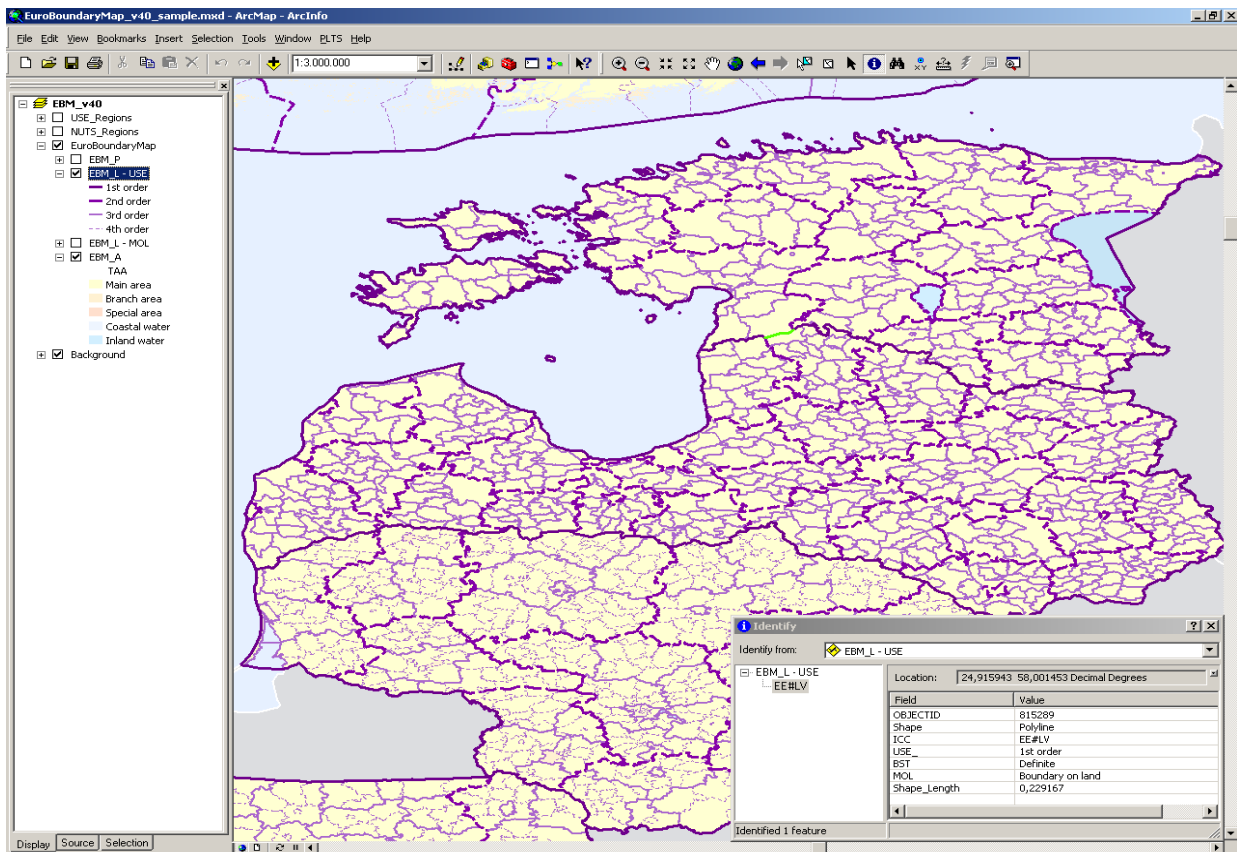 EuroBoundaryMap_v40_sample.mxd - ArcMap - ArcInfo
File Edit View Bookmarks Insert Selection Tools Window PLTS Help
1:3.000.000
EBM_v40
USE_Regions
NUTS_Regions
EuroBoundaryMap
EBM_P
EBM_L - USE
1st order
2nd order
3rd order
4th order
EBM_L - MOL
EBM_A
TAA
Main area
Branch area
Special area
Coastal water
Inland water
Background
Identify
Identify from: EBM_L - USE
EBM_L - USE
EE#LV
Location: 24,915943 58,001453 Decimal Degrees
Field Value
OBJECTID 815289
Shape Polyline
ICC EE#LV
USE_ 1st order
BST Definite
MOL Boundary on land
Shape_Length 0,229167
Identified 1 feature
Display Source Selection